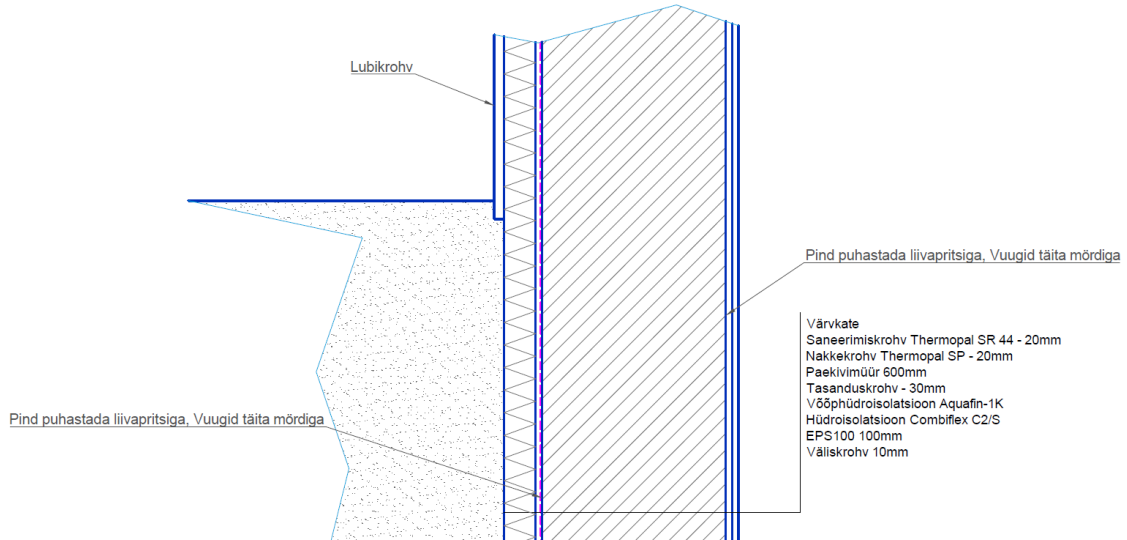 Lubikrohv
Pind puhastada liivapritsiga, Vuugid täita mördiga
Värvkate
Saneerimiskrohv Thermopal SR 44 - 20mm
Nakkekrohv Thermopal SP - 20mm
Paekivimüür 600mm
Tasanduskrohv - 30mm
Võõphüdroisolatsioon Aquafin-1K
Hüdroisolatsioon Combiflex C2/S
EPS100 100mm
Väliskrohv 10mm
Pind puhastada liivapritsiga, Vuugid täita mördiga